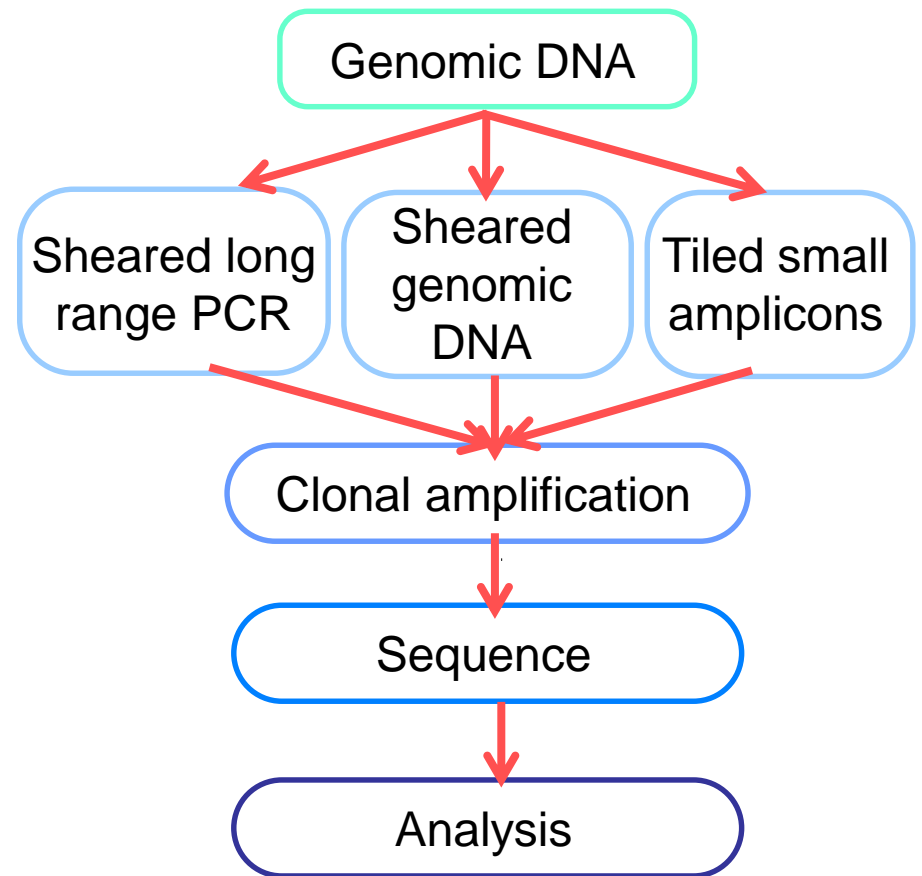 Genomic DNA
Sheared long
range PCR
Sheared
genomic
DNA
Tiled small
amplicons
Clonal amplification
Sequence
Analysis